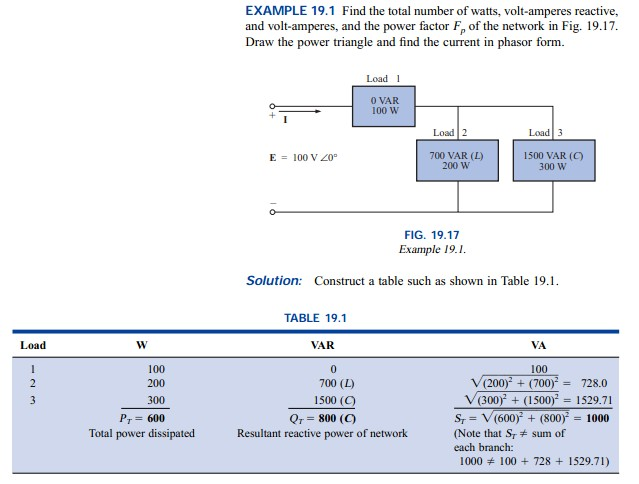 EXAMPLE 19.1 Find the total number of watts, volt-amperes reactive,
and volt-amperes, and the power factor Fp of the network in Fig. 19.17.
Draw the power triangle and find the current in phasor form.
Load 1
0 VAR
100 W
+ I
Load 2
Load 3
E = 100 V ∠0°
700 VAR (L)
200 W
1500 VAR (C)
300 W
–
FIG. 19.17
Example 19.1.
Solution: Construct a table such as shown in Table 19.1.
TABLE 19.1
Load W VAR VA
1 100 0 100
2 200 700 (L) √(200)² + (700)² = 728.0
3 300 1500 (C) √(300)² + (1500)² = 1529.71
PT = 600 QT = 800 (C) ST = √(600)² + (800)² = 1000
Total power dissipated Resultant reactive power of network (Note that ST ≠ sum of
each branch:
1000 ≠ 100 + 728 + 1529.71)